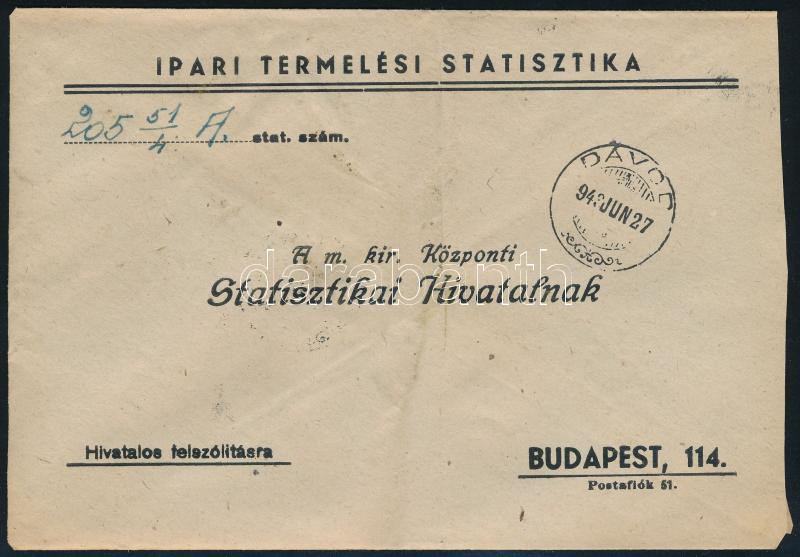 IPARI TERMELÉSI STATISZTIKA
205 51/4 A. stat. szám.
DÁVOD
943 JUN 27
A m. kir. Központi
Statisztikai Hivatalnak
darabanth
Hivatalos felszólításra
BUDAPEST, 114.
Postafiók 51.